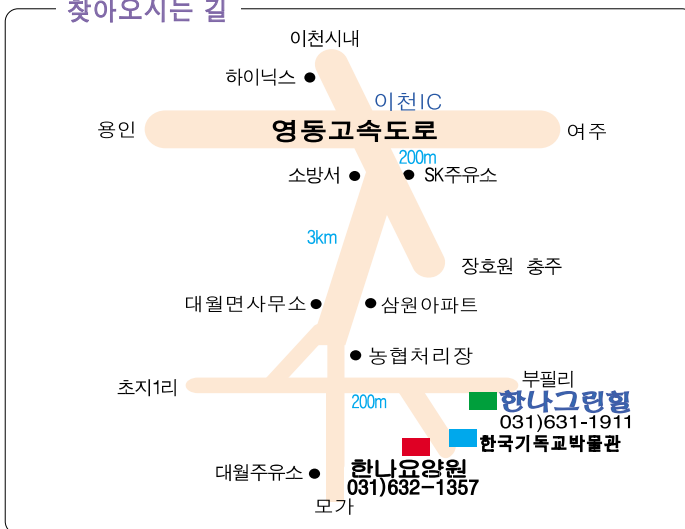 찾아오시는 길
이천시내
하이닉스
이천IC
용인
영동고속도로
여주
200m
소방서
SK주유소
3km
장호원 충주
대월면사무소
삼원아파트
농협처리장
초지1리
부필리
200m
한나그린힐
031)631-1911
한국기독교박물관
대월주유소
한나요양원
031)632-1357
모가